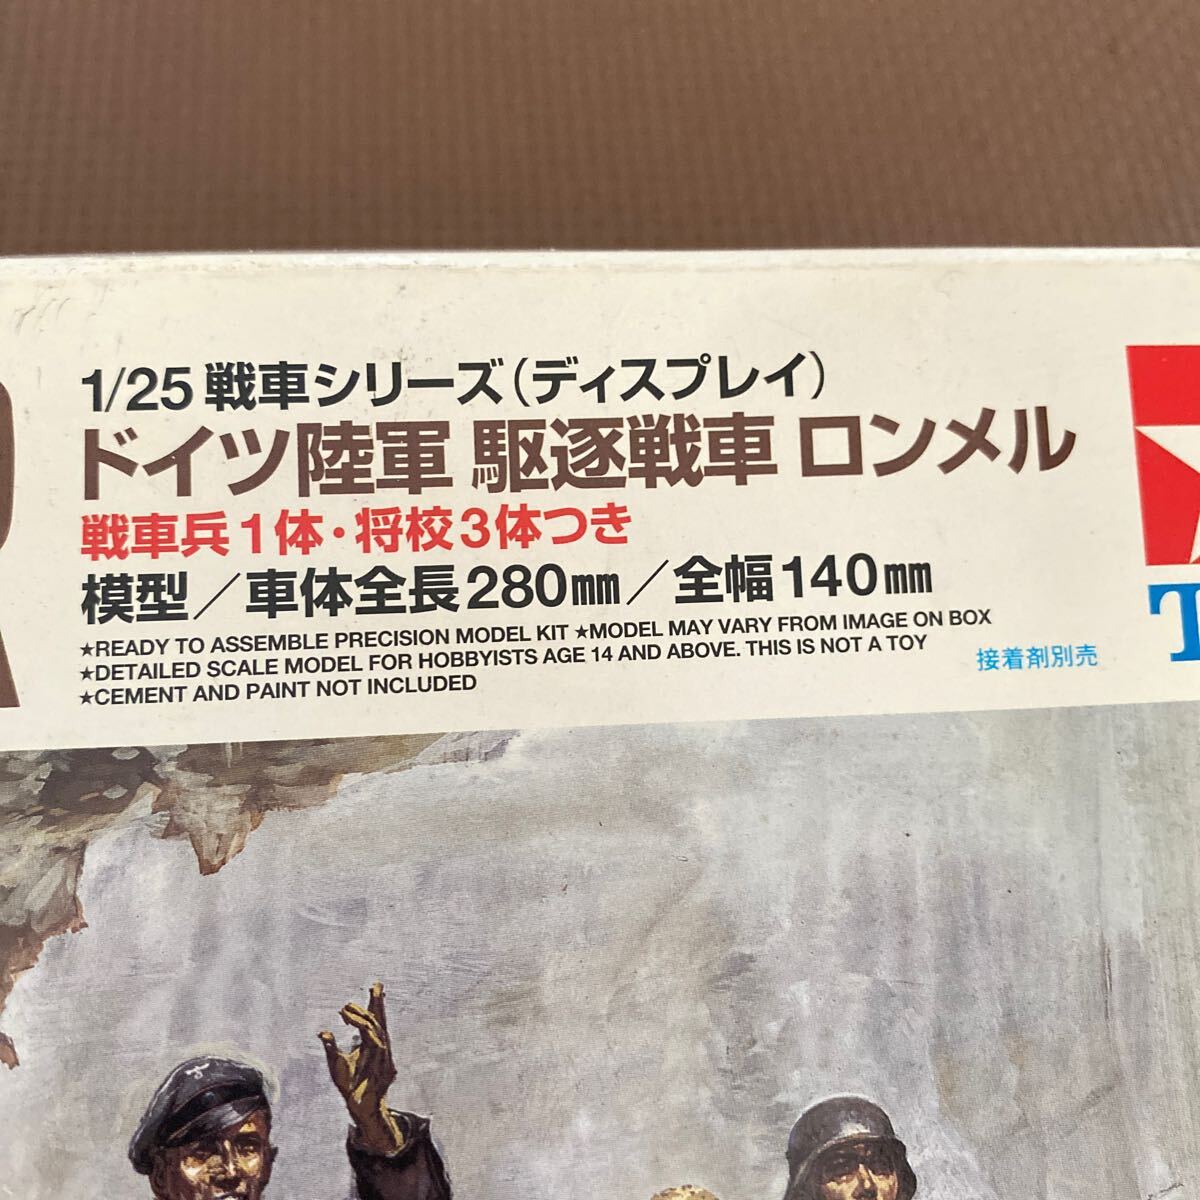 1/25 戦車シリーズ(ディスプレイ)
ドイツ陸軍 駆逐戦車 ロンメル
戦車兵1体・将校3体つき
模型/車体全長280㎜/全幅140㎜
★READY TO ASSEMBLE PRECISION MODEL KIT ★MODEL MAY VARY FROM IMAGE ON BOX
★DETAILED SCALE MODEL FOR HOBBYISTS AGE 14 AND ABOVE. THIS IS NOT A TOY
★CEMENT AND PAINT NOT INCLUDED
接着剤別売
T
R